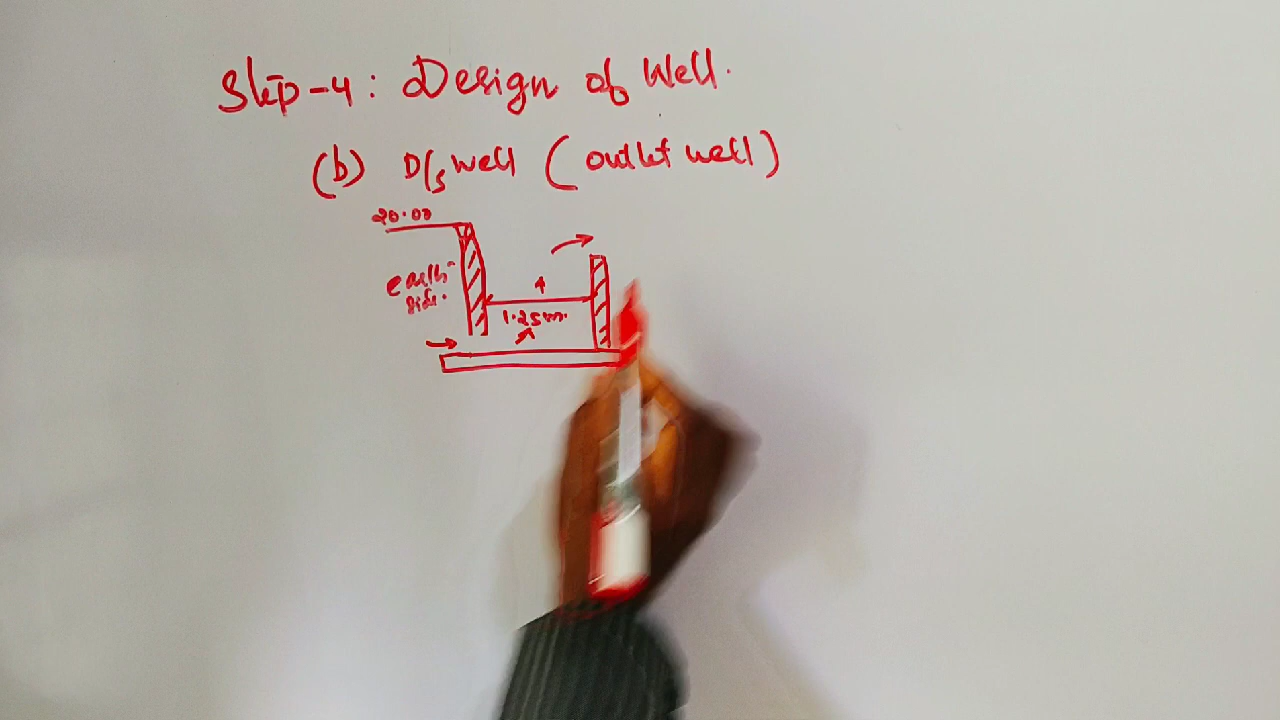 Step-4: Design of Well.
(b) D/s well (outlet well)
20.00
earth
side.
1.25m.